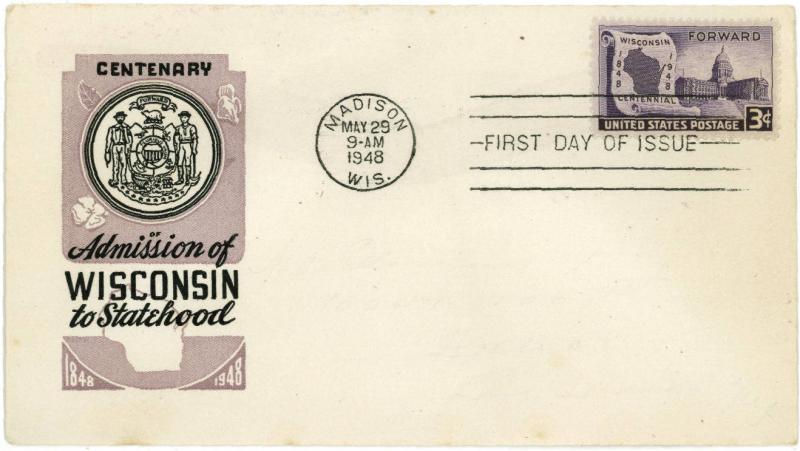 CENTENARY
FORWARD
OF
Admission of
WISCONSIN
to Statehood
1848 1948
MADISON
MAY 29
9-AM
1948
WIS.
FIRST DAY OF ISSUE
WISCONSIN
1848
1948
CENTENNIAL
FORWARD
UNITED STATES POSTAGE 3¢